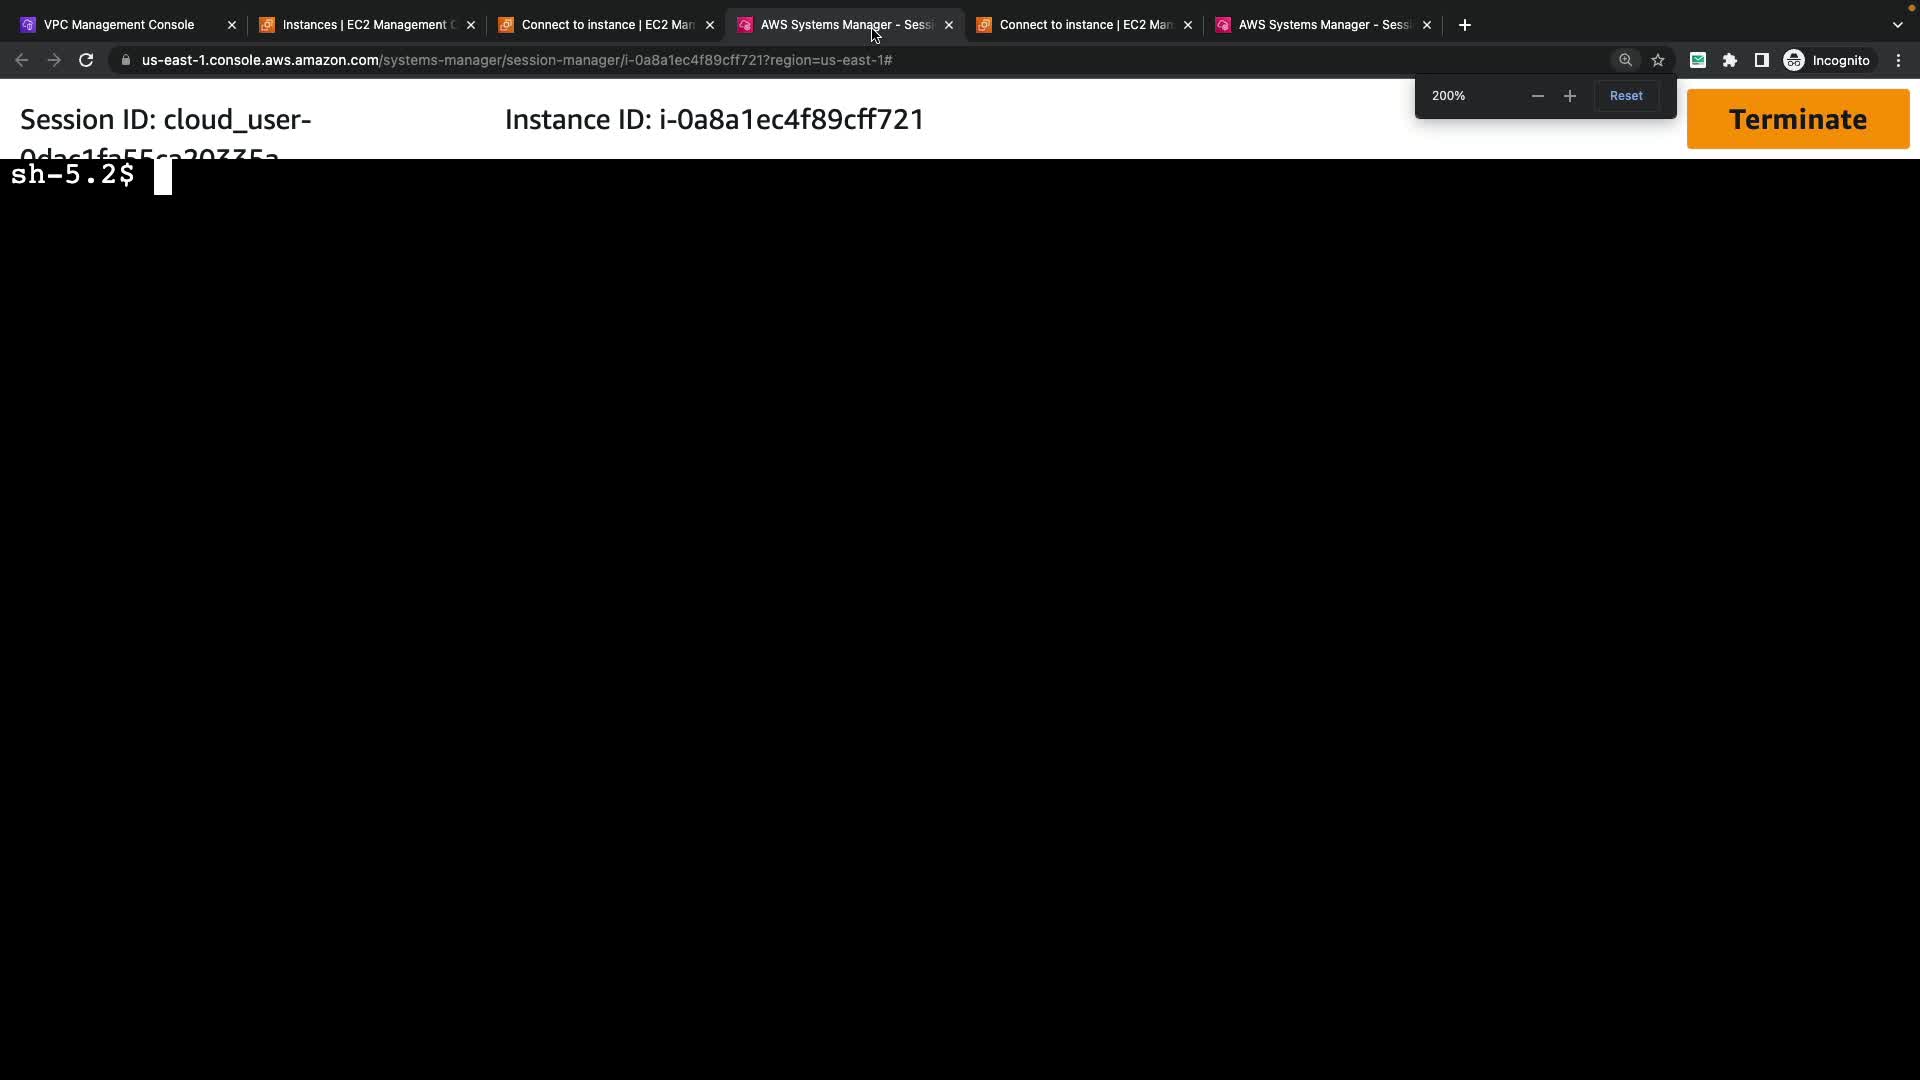 VPC Management Console
Instances | EC2 Management C
Connect to instance | EC2 Man
AWS Systems Manager - Sessi
Connect to instance | EC2 Man
AWS Systems Manager - Sessi
us-east-1.console.aws.amazon.com/systems-manager/session-manager/i-0a8a1ec4f89cff721?region=us-east-1#
Incognito
200%
Reset
Session ID: cloud_user-
0dac1fa55ca20335a
Instance ID: i-0a8a1ec4f89cff721
Terminate
sh-5.2$